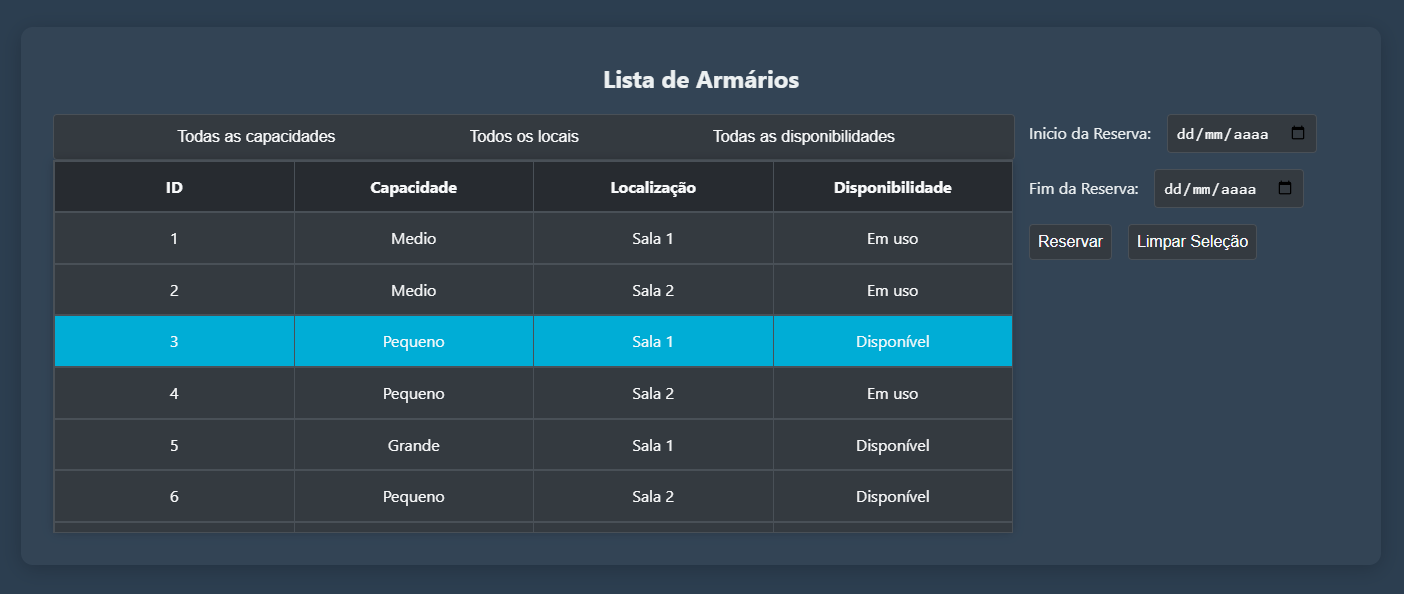 Lista de Armários
Todas as capacidades Todos os locais Todas as disponibilidades
ID Capacidade Localização Disponibilidade
1 Medio Sala 1 Em uso
2 Medio Sala 2 Em uso
3 Pequeno Sala 1 Disponível
4 Pequeno Sala 2 Em uso
5 Grande Sala 1 Disponível
6 Pequeno Sala 2 Disponível
Inicio da Reserva: dd/mm/aaaa
Fim da Reserva: dd/mm/aaaa
Reservar Limpar Seleção